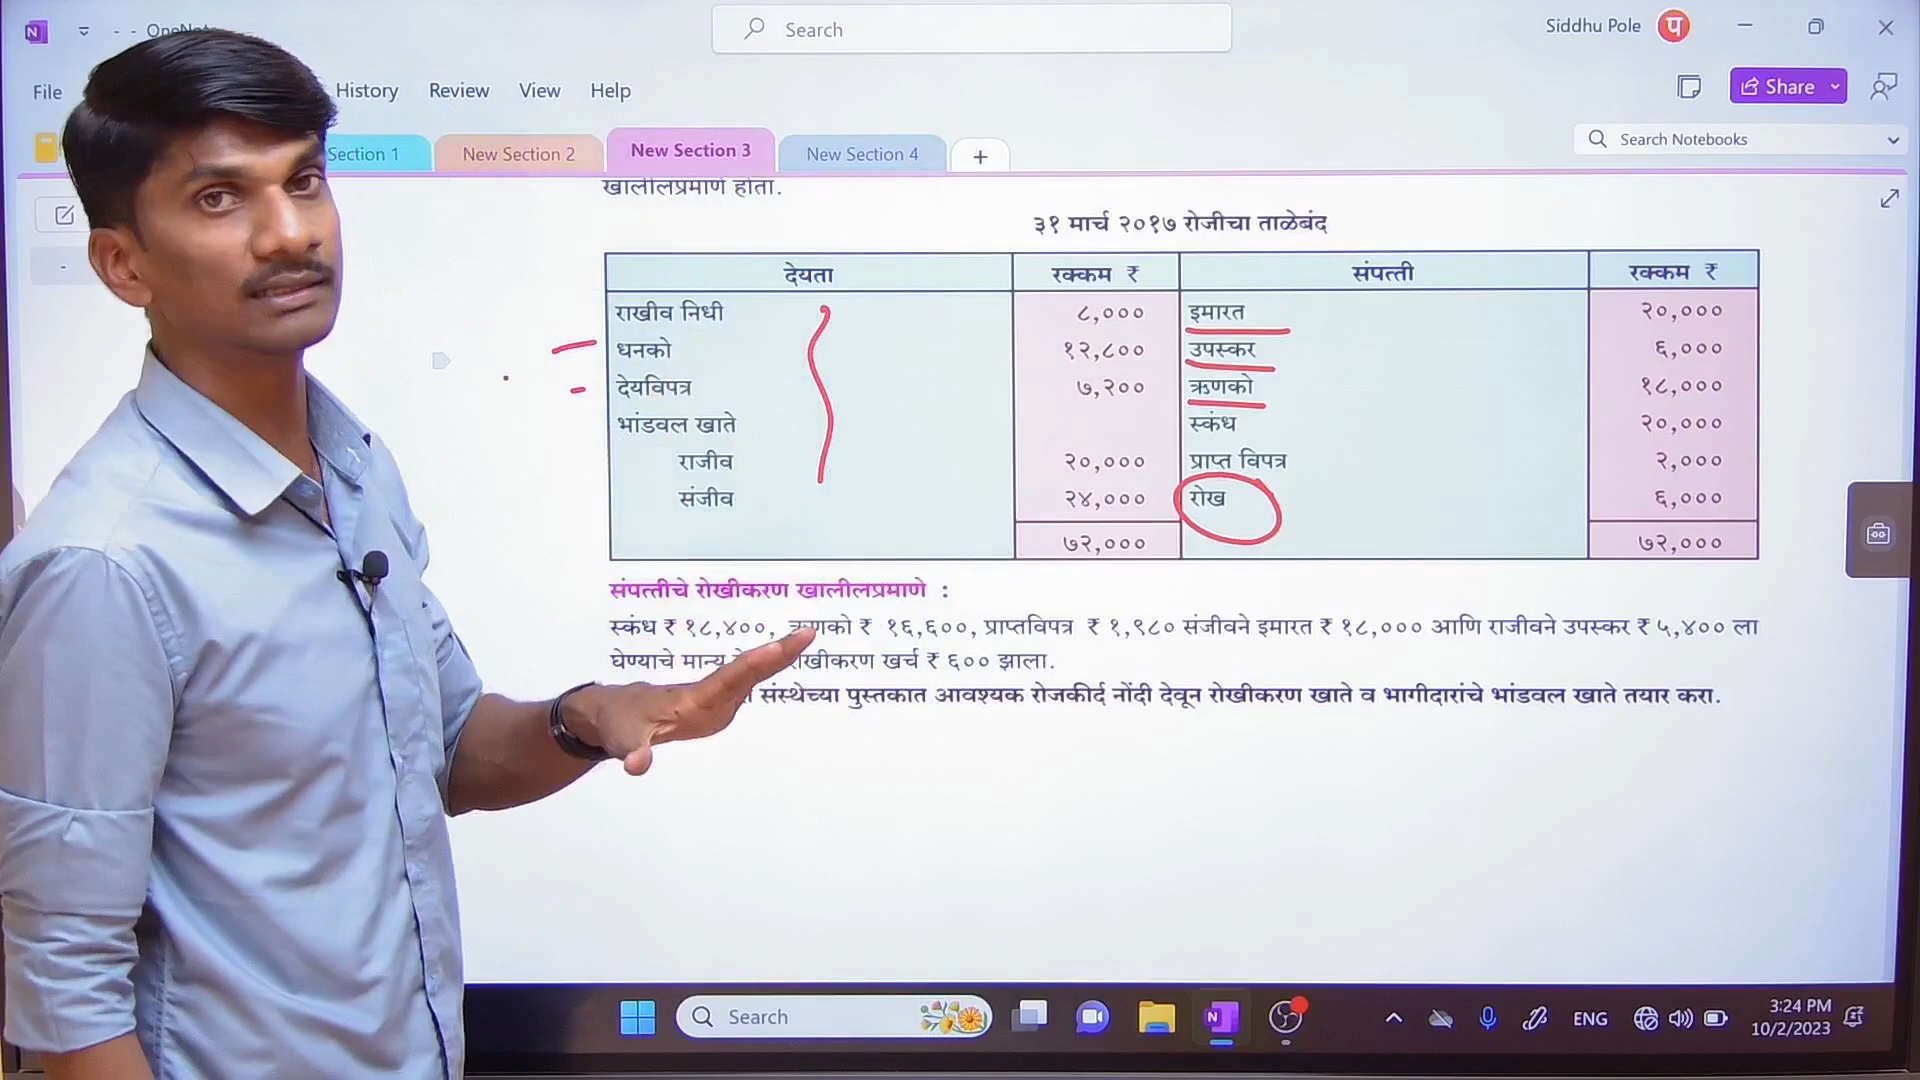 Search
Siddhu Pole
प
File History Review View Help
Share
Section 1 New Section 2 New Section 3 New Section 4 +
Search Notebooks
खालीलप्रमाणे होता.
३१ मार्च २०१७ रोजीचा ताळेबंद
देयता रक्कम ₹ संपत्ती रक्कम ₹
राखीव निधी ८,००० इमारत २०,०००
धनको १२,८०० उपस्कर ६,०००
देयविपत्र ७,२०० ऋणको १८,०००
भांडवल खाते स्कंध २०,०००
राजीव २०,००० प्राप्त विपत्र २,०००
संजीव २४,००० रोख ६,०००
७२,००० ७२,०००
संपत्तीचे रोखीकरण खालीलप्रमाणे :
स्कंध ₹ १८,४००, ऋणको ₹ १६,६००, प्राप्तविपत्र ₹ १,९८० संजीवने इमारत ₹ १८,००० आणि राजीवने उपस्कर ₹ ५,४०० ला
घेण्याचे मान्य खर्च ₹ ६०० झाला.
संस्थेच्या पुस्तकात आवश्यक रोजकीर्द नोंदी देवून रोखीकरण खाते व भागीदारांचे भांडवल खाते तयार करा.
Search
ENG
3:24 PM
10/2/2023